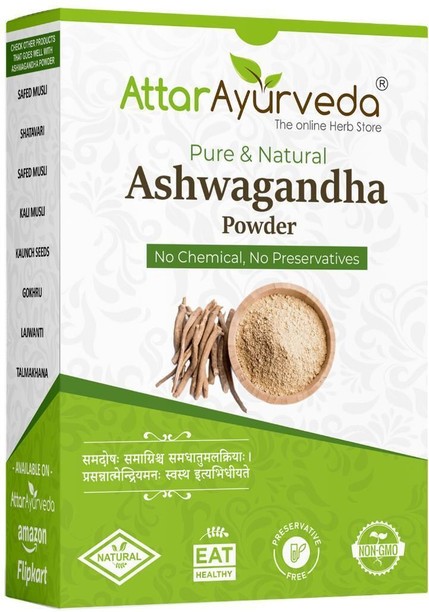 CHECK OTHER PRODUCTS
THAT GOES WELL WITH
ASHWAGANDHA POWDER
SAFED MUSLI
SHATAVARI
SAFED MUSLI
KALI MUSLI
KAUNCH SEEDS
GOKHRU
LAJWANTI
TALMAKHANA
- AVAILABLE ON -
AttarAyurveda
amazon
Flipkart
AttarAyurveda®
The online Herb Store
Pure & Natural
Ashwagandha
Powder
No Chemical, No Preservatives
समदोषः समाग्निश्च समधातुमलक्रियाः।
प्रसन्नात्मेन्द्रियमनः स्वस्थ इत्यभिधीयते
NATURAL
EAT
HEALTHY
PRESERVATIVE
FREE
NON-GMO